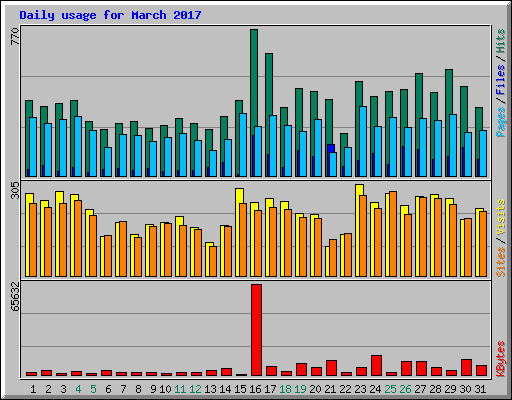 Daily usage for March 2017
770
Pages / Files / Hits
305
Sites / Visits
65632
KBytes
1 2 3 4 5 6 7 8 9 10 11 12 13 14 15 16 17 18 19 20 21 22 23 24 25 26 27 28 29 30 31